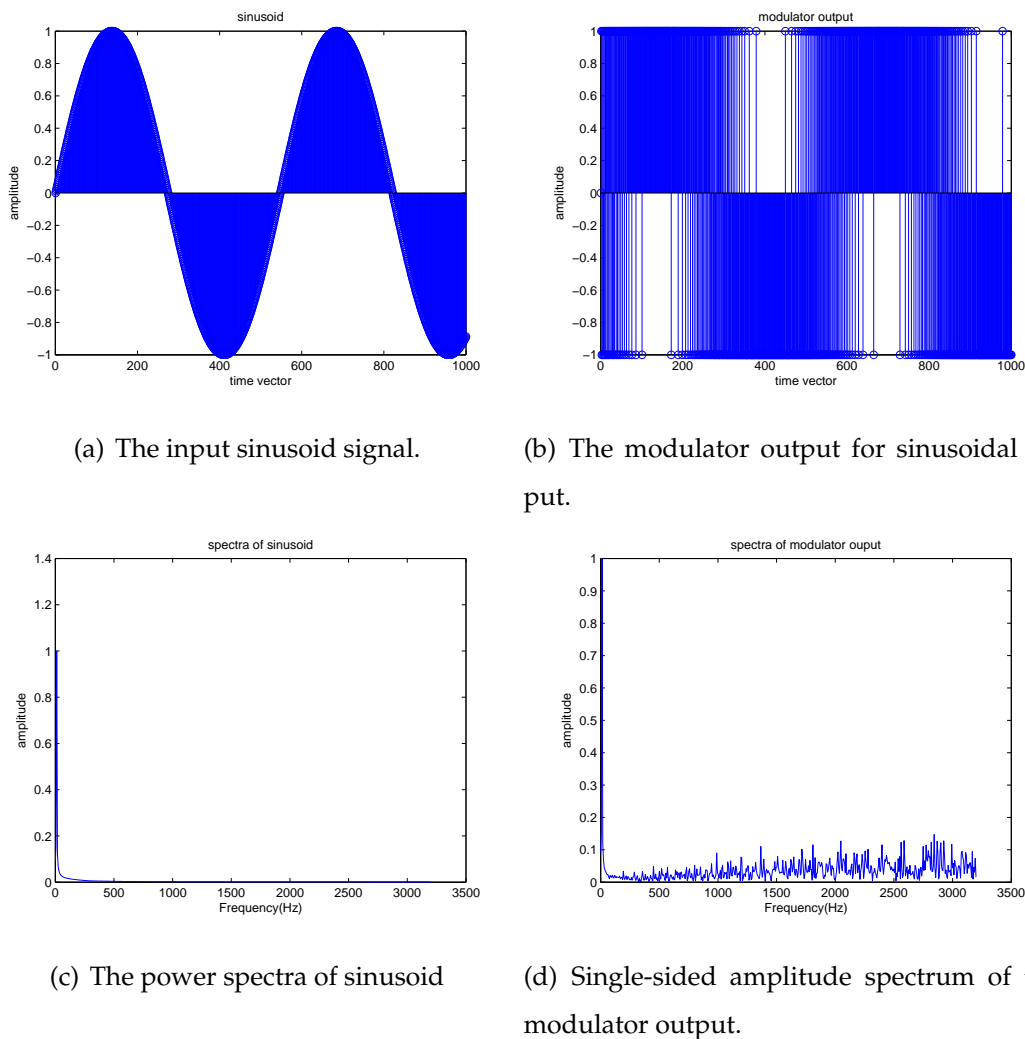 sinusoid
1
0.8
0.6
0.4
0.2
0
−0.2
−0.4
−0.6
−0.8
−1
amplitude
0 200 400 600 800 1000
time vector
modulator output
1
0.8
0.6
0.4
0.2
0
−0.2
−0.4
−0.6
−0.8
−1
amplitude
0 200 400 600 800 1000
time vector
(a) The input sinusoid signal.
(b) The modulator output for sinusoidal
put.
spectra of sinusoid
1.4
1.2
1
0.8
0.6
0.4
0.2
0
amplitude
0 500 1000 1500 2000 2500 3000 3500
Frequency(Hz)
spectra of modulator ouput
1
0.9
0.8
0.7
0.6
0.5
0.4
0.3
0.2
0.1
0
amplitude
0 500 1000 1500 2000 2500 3000 3500
Frequency(Hz)
(c) The power spectra of sinusoid
(d) Single-sided amplitude spectrum of
modulator output.